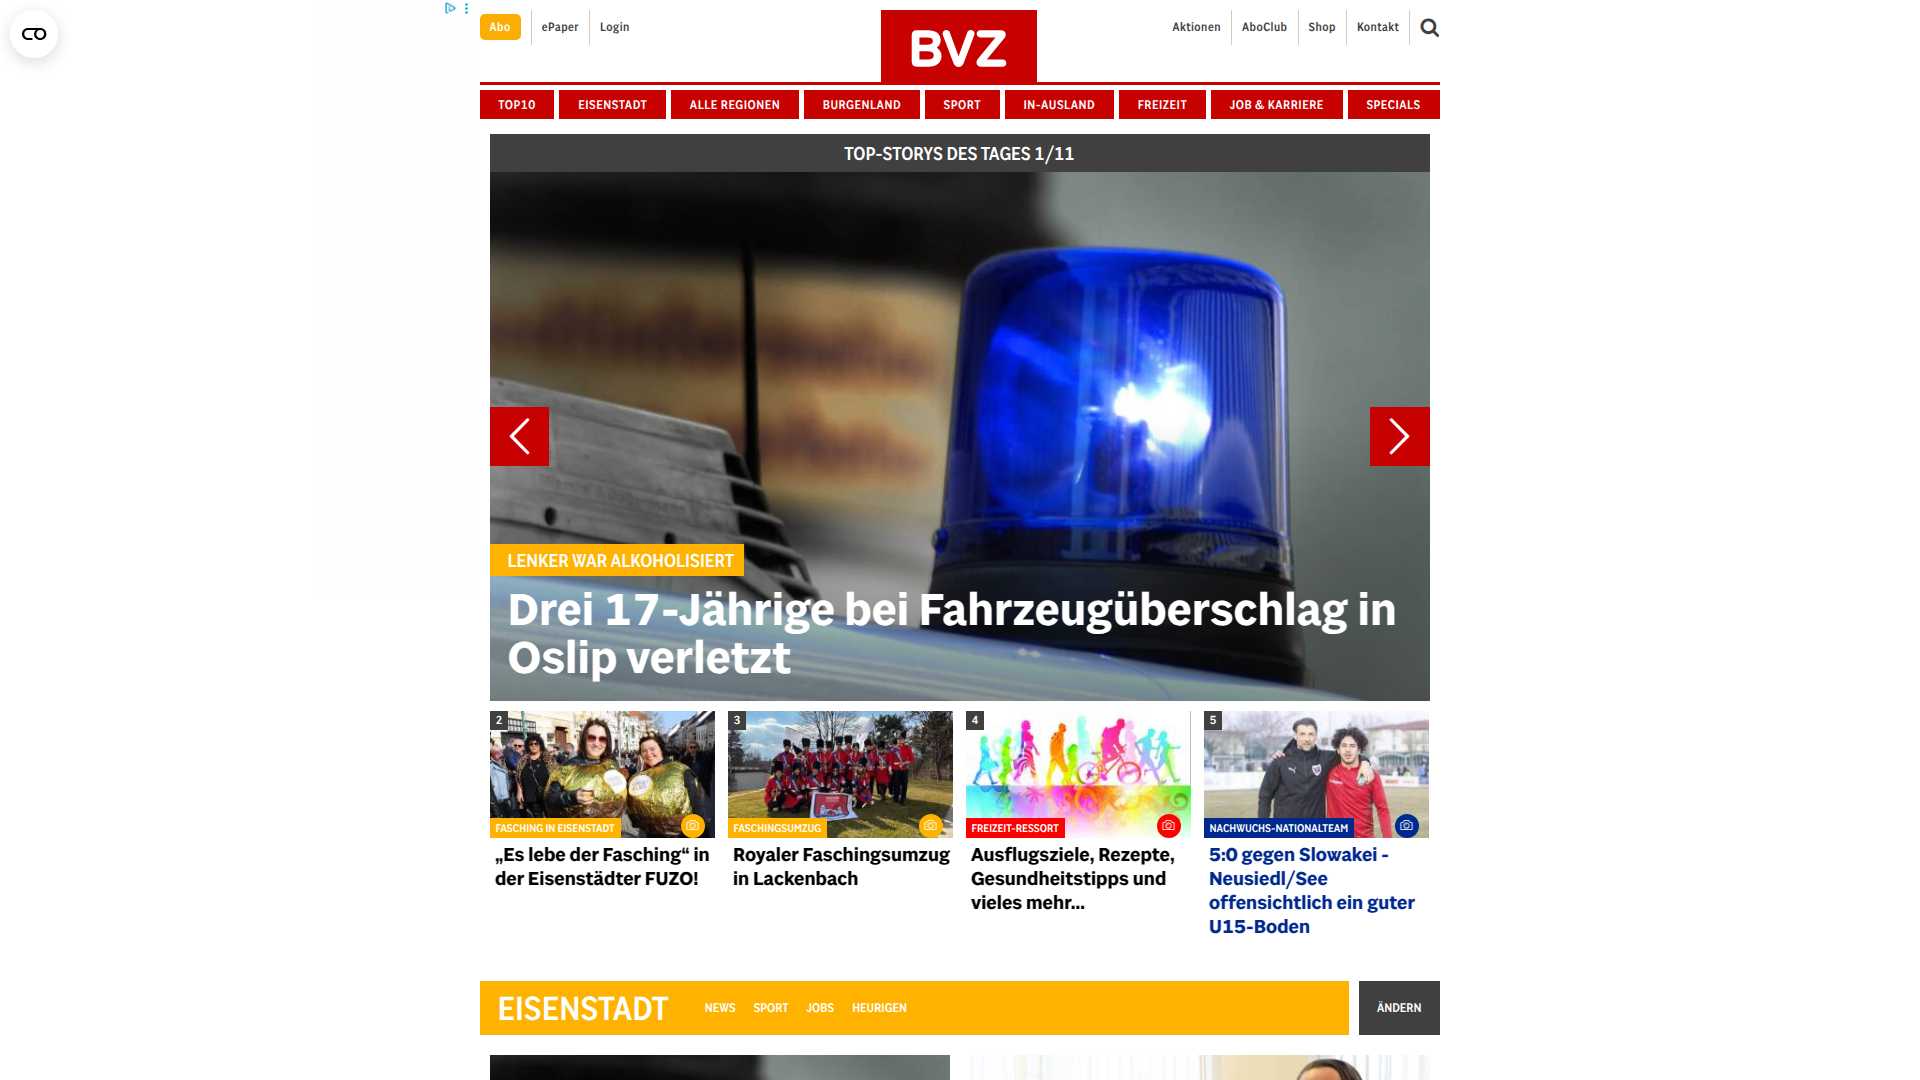 Abo
ePaper
Login
BVZ
Aktionen
AboClub
Shop
Kontakt
TOP10
EISENSTADT
ALLE REGIONEN
BURGENLAND
SPORT
IN-AUSLAND
FREIZEIT
JOB & KARRIERE
SPECIALS
TOP-STORYS DES TAGES 1/11
LENKER WAR ALKOHOLISIERT
Drei 17-Jährige bei Fahrzeugüberschlag in
Oslip verletzt
2
FASCHING IN EISENSTADT
„Es lebe der Fasching“ in
der Eisenstädter FUZO!
3
FASCHINGSUMZUG
Royaler Faschingsumzug
in Lackenbach
4
FREIZEIT-RESSORT
Ausflugsziele, Rezepte,
Gesundheitstipps und
vieles mehr...
5
NACHWUCHS-NATIONALTEAM
5:0 gegen Slowakei -
Neusiedl/See
offensichtlich ein guter
U15-Boden
EISENSTADT
NEWS
SPORT
JOBS
HEURIGEN
ÄNDERN